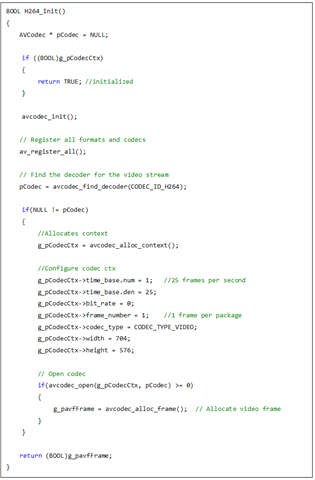 BOOL H264_Init()
{
AVCodec * pCodec = NULL;
if ((BOOL)g_pCodecCtx)
{
return TRUE; //initialized
}
avcodec_init();
// Register all formats and codecs
av_register_all();
// Find the decoder for the video stream
pCodec = avcodec_find_decoder(CODEC_ID_H264);
if(NULL != pCodec)
{
//Allocates context
g_pCodecCtx = avcodec_alloc_context();
//Configure codec ctx
g_pCodecCtx->time_base.num = 1; //25 frames per second
g_pCodecCtx->time_base.den = 25;
g_pCodecCtx->bit_rate = 0;
g_pCodecCtx->frame_number = 1; //1 frame per package
g_pCodecCtx->codec_type = CODEC_TYPE_VIDEO;
g_pCodecCtx->width = 704;
g_pCodecCtx->height = 576;
// Open codec
if(avcodec_open(g_pCodecCtx, pCodec) >= 0)
{
g_pavfFrame = avcodec_alloc_frame(); // Allocate video frame
}
}
return (BOOL)g_pavfFrame;
}